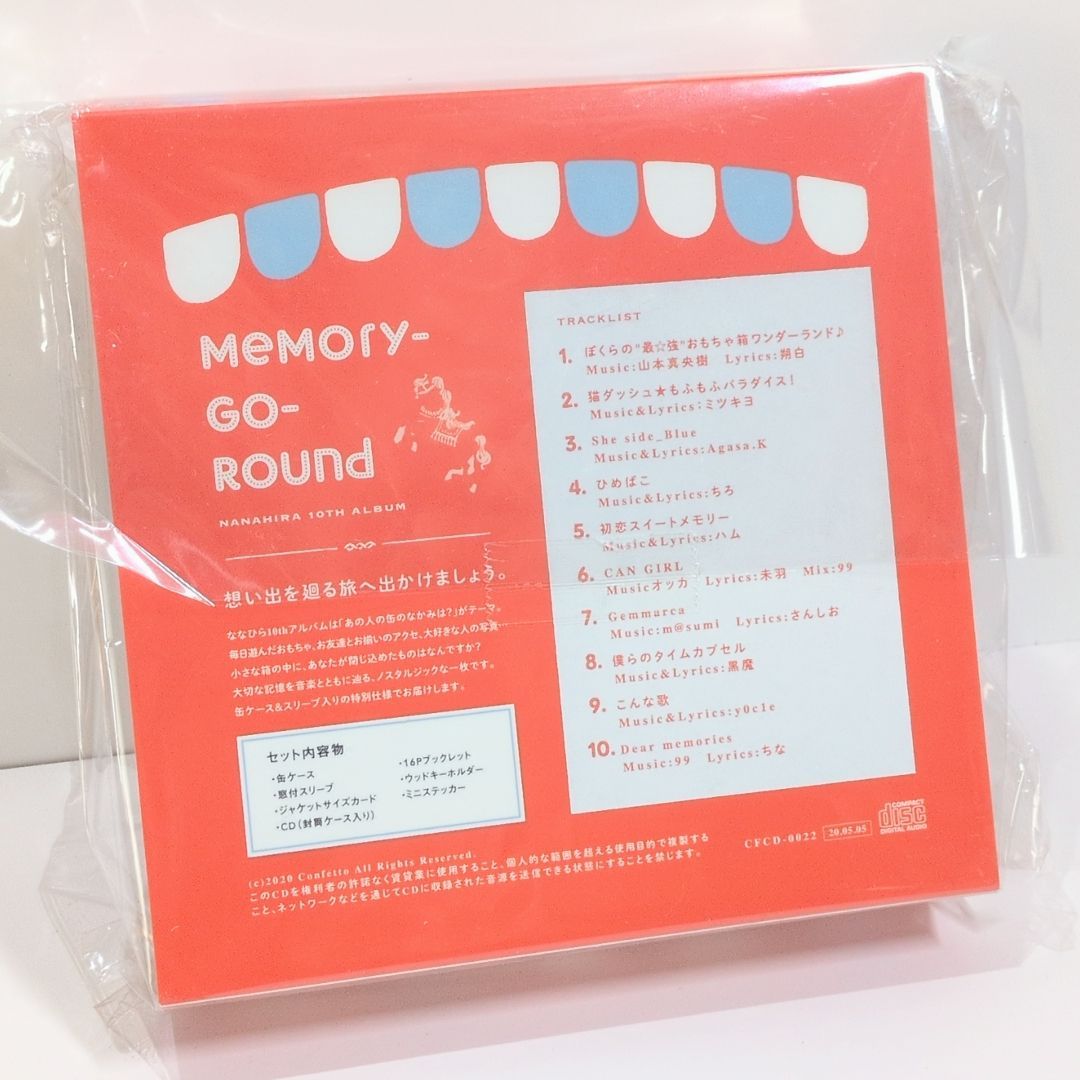 MeMory-
GO-
ROUnd
NANAHIRA 10TH ALBUM
想い出を廻る旅へ出かけましょう。
ななひら10thアルバムは「あの人の缶のなかみは?」がテーマ。
毎日遊んだおもちゃ、お友達とお揃いのアクセ、大好きな人の写真
小さな箱の中に、あなたが閉じ込めたものはなんですか?
大切な記憶を音楽とともに辿る、ノスタルジックな一枚です。
缶ケース&スリーブ入りの特別仕様でお届けします。
セット内容物
・缶ケース
・窓付スリーブ
・ジャケットサイズカード
・CD(封筒ケース入り)
・16Pブックレット
・ウッドキーホルダー
・ミニステッカー
TRACKLIST
1. ぼくらの"最☆強"おもちゃ箱ワンダーランド♪
Music:山本真央樹 Lyrics:朔白
2. 猫ダッシュ★もふもふパラダイス!
Music&Lyrics:ミツキヨ
3. She side_Blue
Music&Lyrics:Agasa.K
4. ひめばこ
Music&Lyrics:ちろ
5. 初恋スイートメモリー
Music&Lyrics:ハム
6. CAN GIRL
Musicオッカ Lyrics:未羽 Mix:99
7. Gemmarca
Music:m@sumi Lyrics:さんしお
8. 僕らのタイムカプセル
Music&Lyrics:黒魔
9. こんな歌
Music&Lyrics:y0c1e
10. Dear memories
Music:99 Lyrics:ちな
(c)2020 Confetto All Rights Reserved.
このCDを権利者の許諾なく賃貸業に使用すること、個人的な範囲を超える使用目的で複製する
こと、ネットワークなどを通じてCDに収録された音源を送信できる状態にすることを禁じます。
CFCD-0022 20.05.05
COMPACT
disc
DIGITAL AUDIO